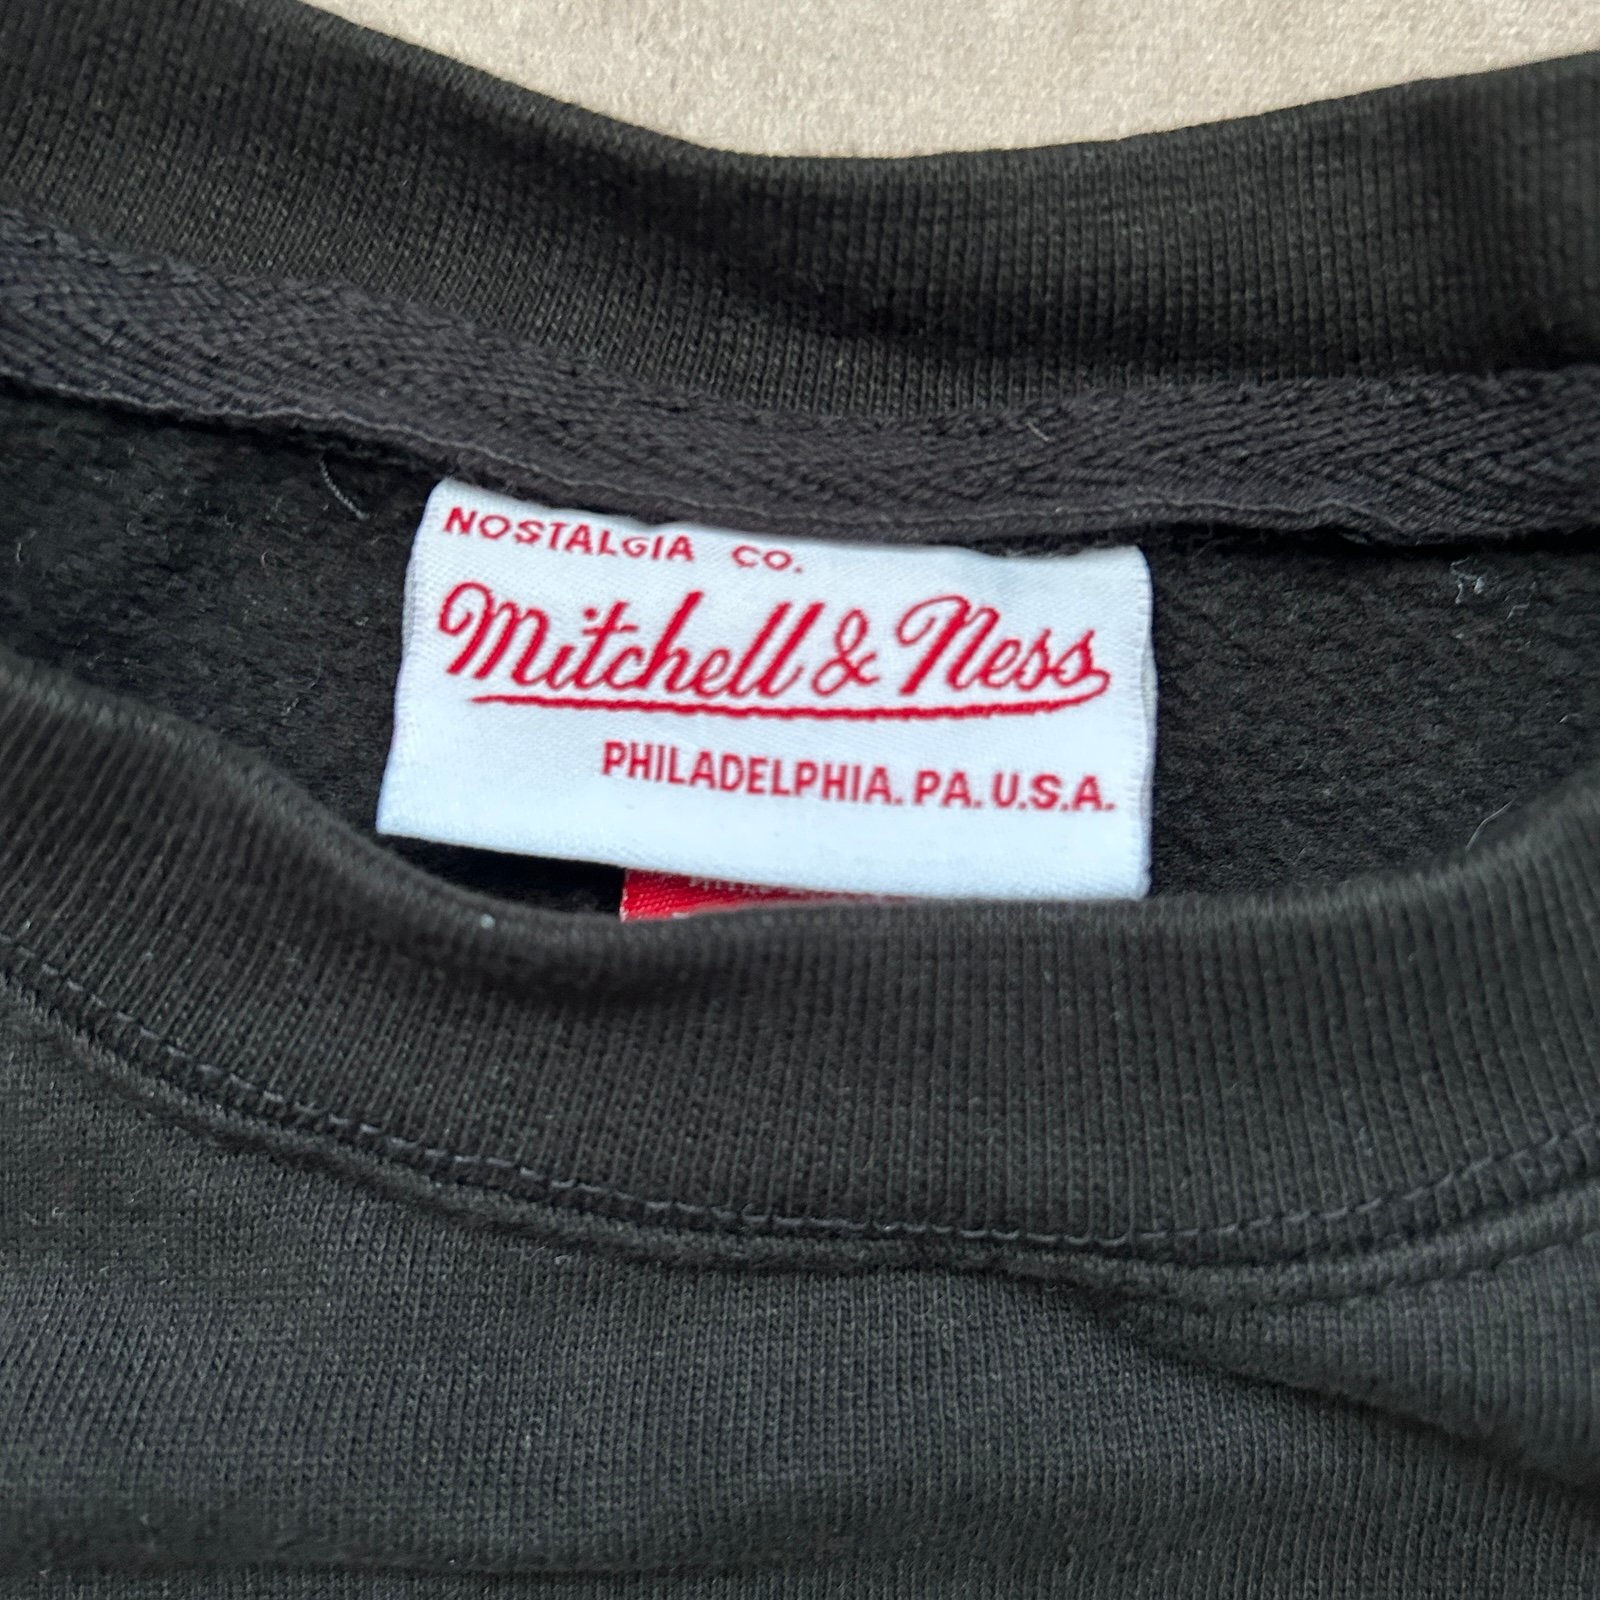 NOSTALGIA CO.
Mitchell & Ness
PHILADELPHIA. PA. U.S.A.